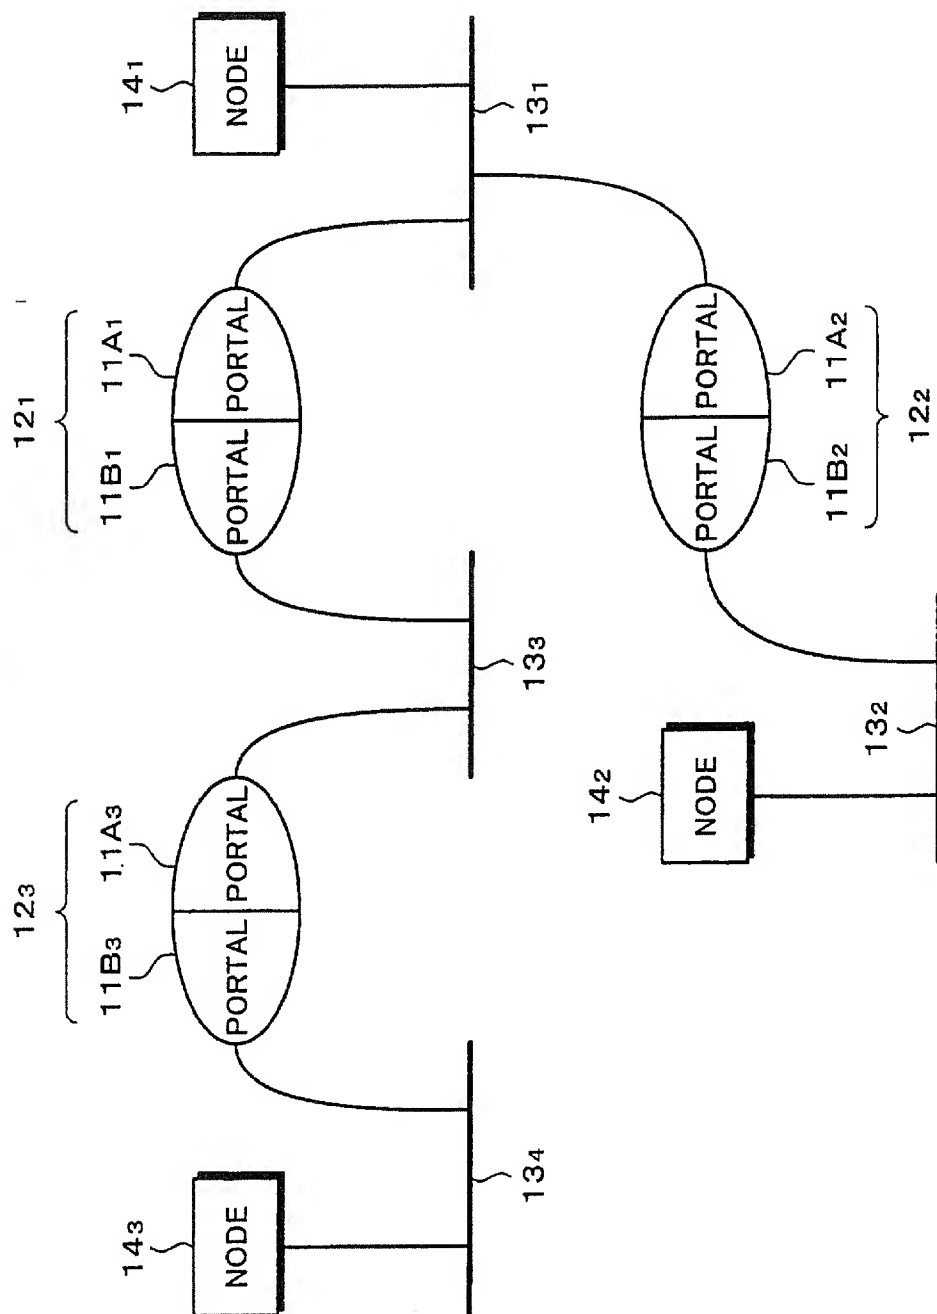 12₃ 12₁
14₃ 11B₃ 11A₃ 11B₁ 11A₁ 14₁
NODE PORTAL PORTAL PORTAL PORTAL NODE
13₄ 13₃ 13₁
14₂
NODE PORTAL PORTAL
11B₂ 11A₂
13₂ 12₂